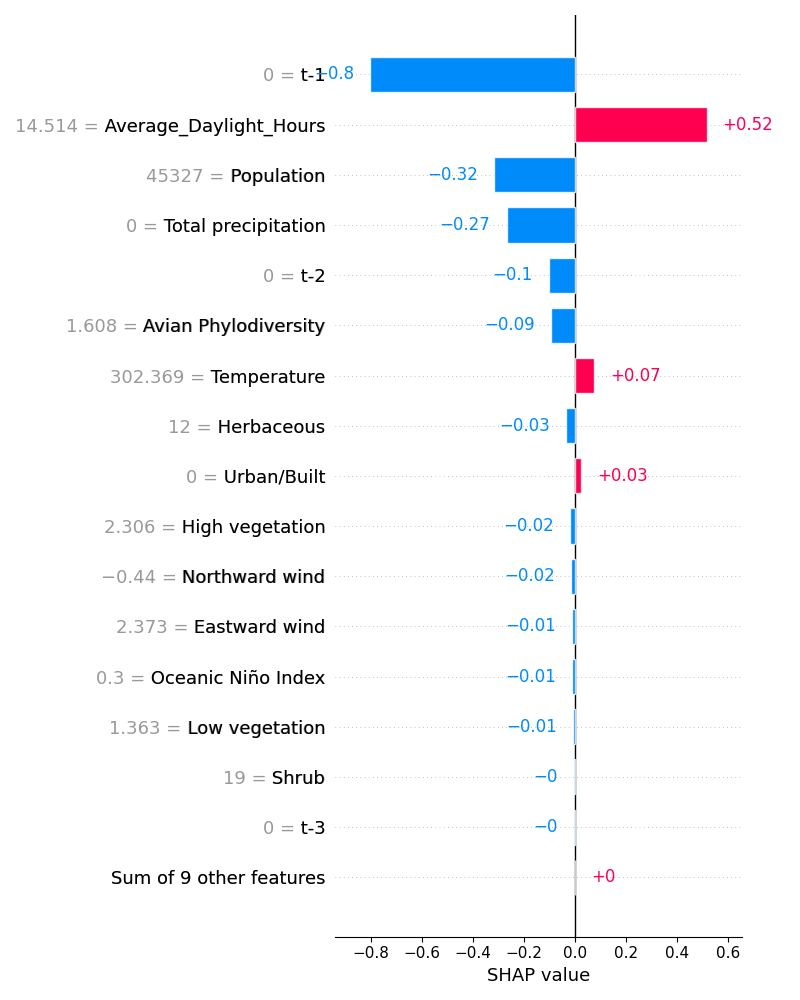 0 = t-1 −0.8
14.514 = Average_Daylight_Hours +0.52
45327 = Population −0.32
0 = Total precipitation −0.27
0 = t-2 −0.1
1.608 = Avian Phylodiversity −0.09
302.369 = Temperature +0.07
12 = Herbaceous −0.03
0 = Urban/Built +0.03
2.306 = High vegetation −0.02
−0.44 = Northward wind −0.02
2.373 = Eastward wind −0.01
0.3 = Oceanic Niño Index −0.01
1.363 = Low vegetation −0.01
19 = Shrub −0
0 = t-3 −0
Sum of 9 other features +0
−0.8 −0.6 −0.4 −0.2 0.0 0.2 0.4 0.6
SHAP value